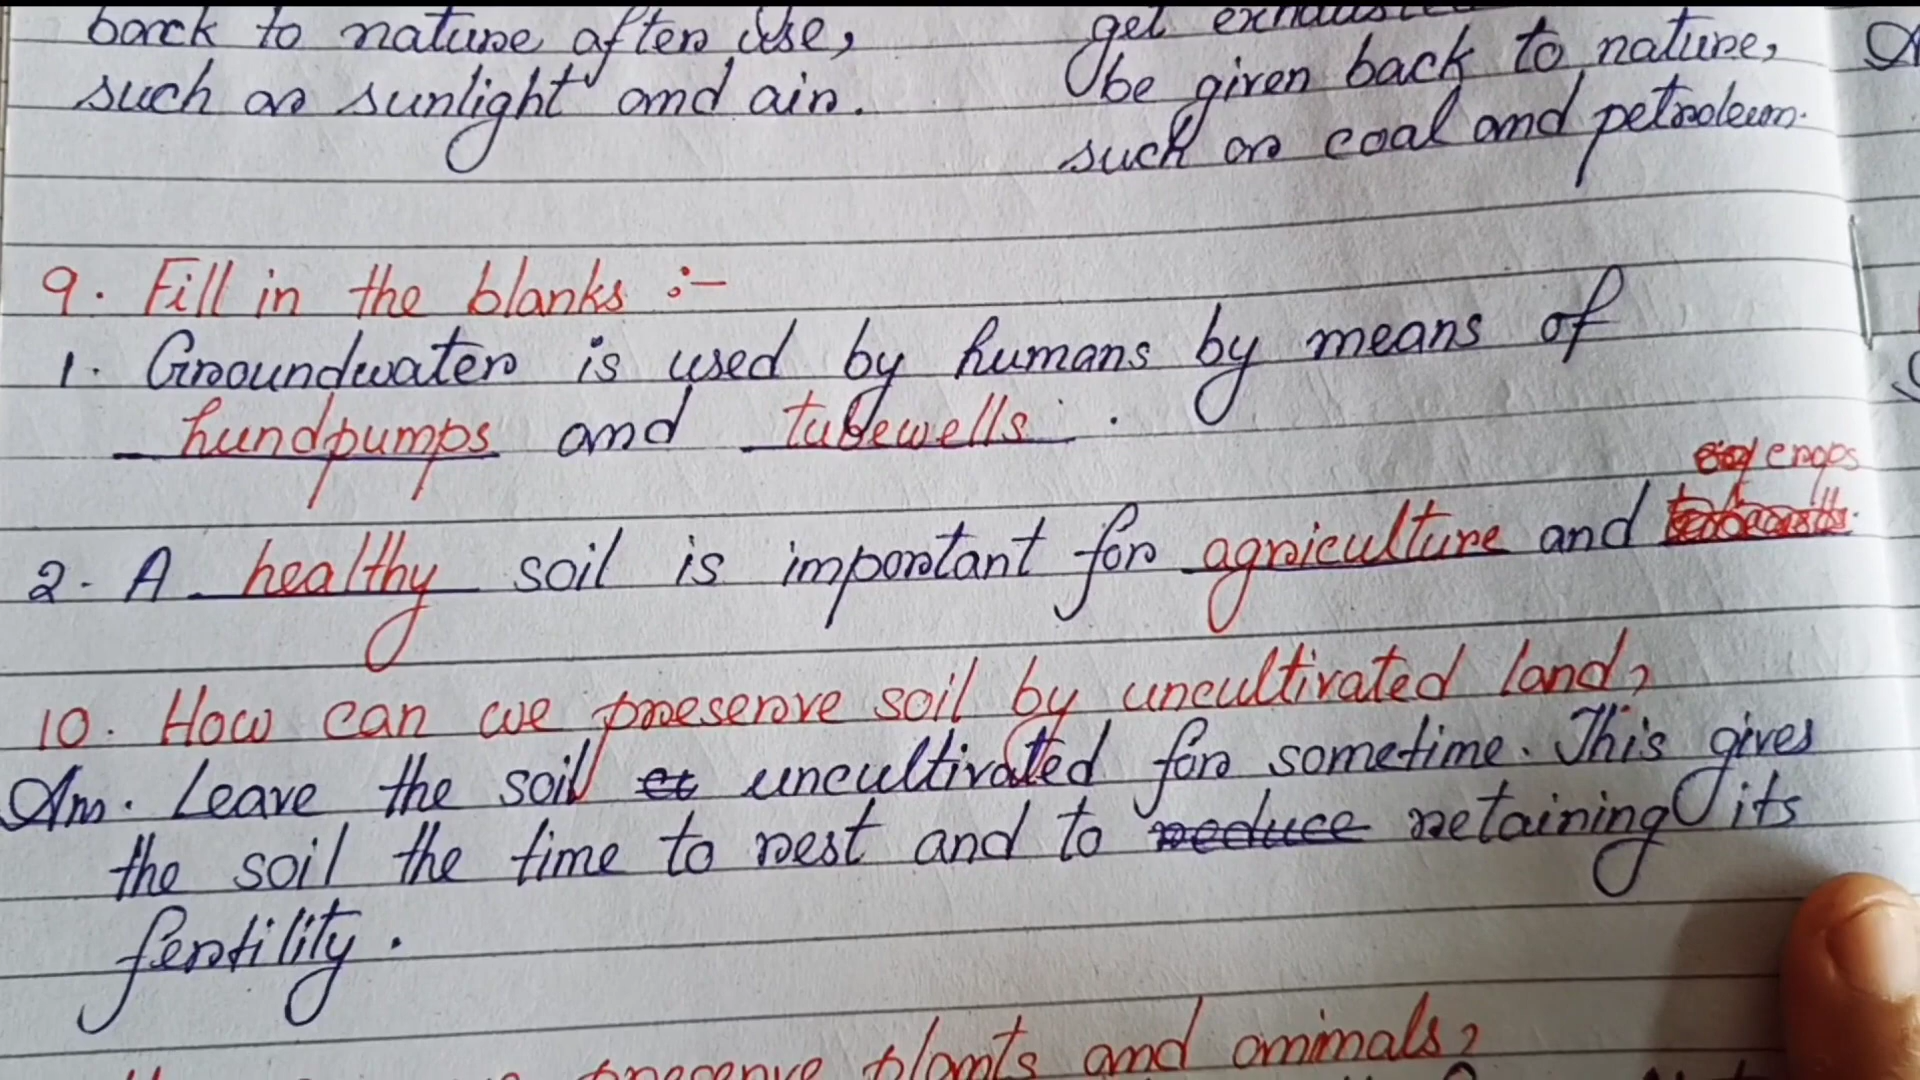 back to nature after use,
such as sunlight and air.
get exhausted
be given back to nature,
such as coal and petroleum.
9. Fill in the blanks :-
1. Groundwater is used by humans by means of
hundpumps and tubewells.
2. A healthy soil is important for agriculture and crops
10. How can we preserve soil by uncultivated land?
Ans. Leave the soil uncultivated for sometime. This gives
the soil the time to rest and to reduce retaining its
fertility.
preserve plants and animals?